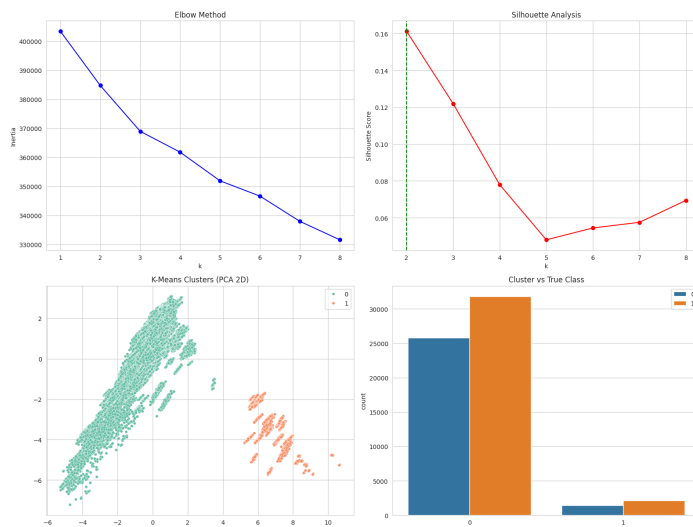 Elbow Method
400000
390000
380000
370000
360000
350000
340000
330000
Inertia
1 2 3 4 5 6 7 8
k
Silhouette Analysis
0.16
0.14
0.12
0.10
0.08
0.06
Silhouette Score
2 3 4 5 6 7 8
k
K-Means Clusters (PCA 2D)
0
1
2
0
−2
−4
−6
−6 −4 −2 0 2 4 6 8 10
Cluster vs True Class
30000
25000
20000
15000
10000
5000
0
count
0 1